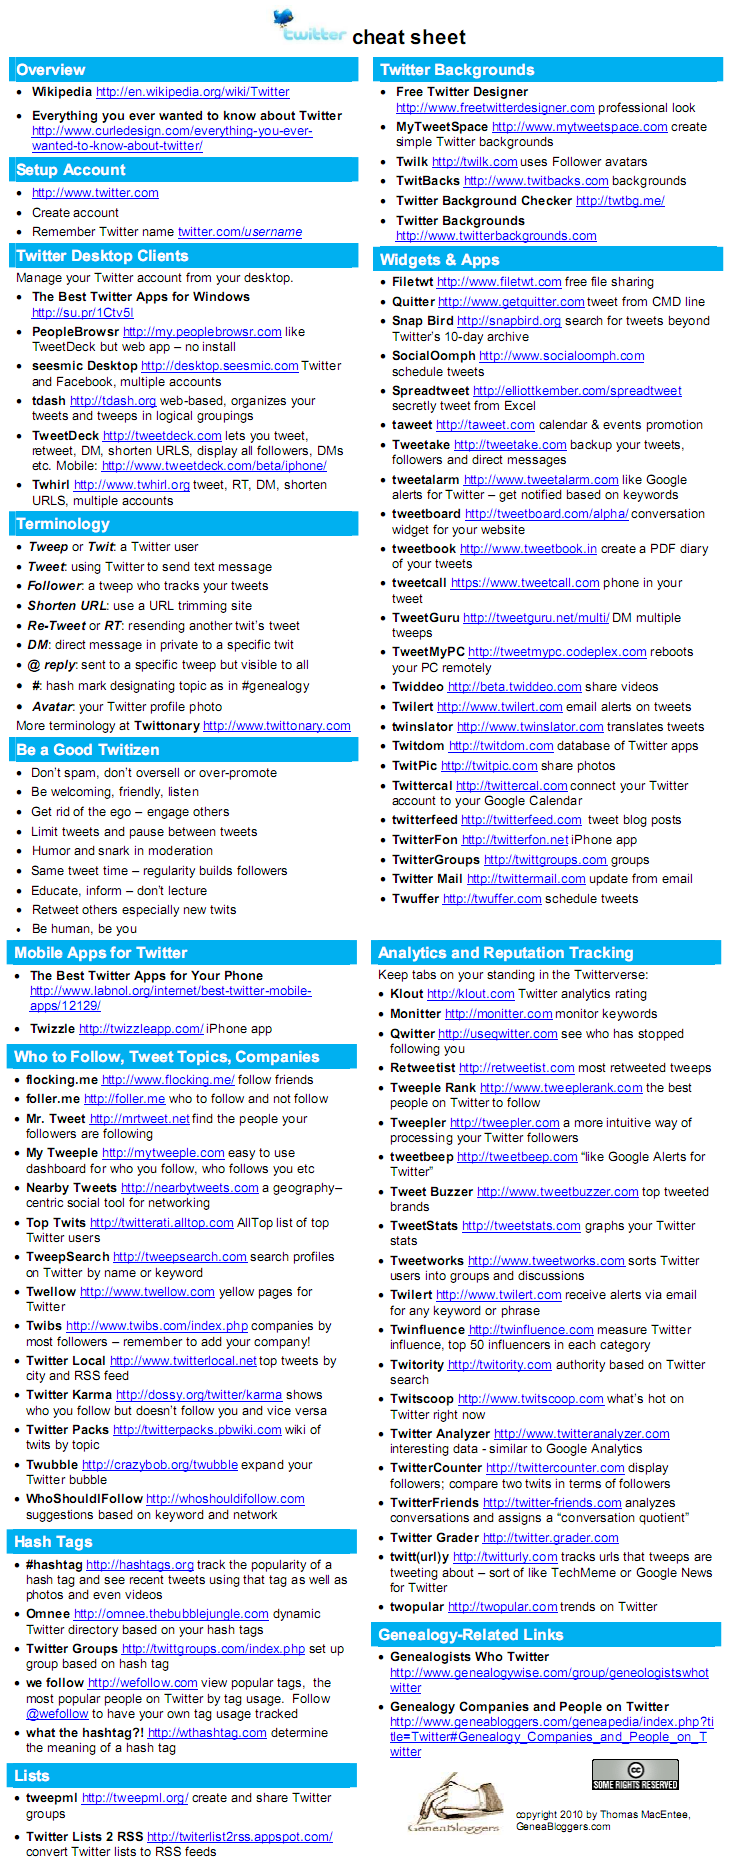 twitter cheat sheet
Overview
Wikipedia http://en.wikipedia.org/wiki/Twitter
Everything you ever wanted to know about Twitter
http://www.curledesign.com/everything-you-ever-
wanted-to-know-about-twitter/
Setup Account
http://www.twitter.com
Create account
Remember Twitter name twitter.com/username
Twitter Desktop Clients
Manage your Twitter account from your desktop.
The Best Twitter Apps for Windows
http://su.pr/1Ctv5l
PeopleBrowsr http://my.peoplebrowsr.com like
TweetDeck but web app – no install
seesmic Desktop http://desktop.seesmic.com Twitter
and Facebook, multiple accounts
tdash http://tdash.org web-based, organizes your
tweets and tweeps in logical groupings
TweetDeck http://tweetdeck.com lets you tweet,
retweet, DM, shorten URLS, display all followers, DMs
etc. Mobile: http://www.tweetdeck.com/beta/iphone/
Twhirl http://www.twhirl.org tweet, RT, DM, shorten
URLS, multiple accounts
Terminology
Tweep or Twit: a Twitter user
Tweet: using Twitter to send text message
Follower: a tweep who tracks your tweets
Shorten URL: use a URL trimming site
Re-Tweet or RT: resending another twit's tweet
DM: direct message in private to a specific twit
@ reply: sent to a specific tweep but visible to all
#: hash mark designating topic as in #genealogy
Avatar: your Twitter profile photo
More terminology at Twittonary http://www.twittonary.com
Be a Good Twitizen
Don't spam, don't oversell or over-promote
Be welcoming, friendly, listen
Get rid of the ego – engage others
Limit tweets and pause between tweets
Humor and snark in moderation
Same tweet time – regularity builds followers
Educate, inform – don't lecture
Retweet others especially new twits
Be human, be you
Twitter Backgrounds
Free Twitter Designer
http://www.freetwitterdesigner.com professional look
MyTweetSpace http://www.mytweetspace.com create
simple Twitter backgrounds
Twilk http://twilk.com uses Follower avatars
TwitBacks http://www.twitbacks.com backgrounds
Twitter Background Checker http://twtbg.me/
Twitter Backgrounds
http://www.twitterbackgrounds.com
Widgets & Apps
Filetwt http://www.filetwt.com free file sharing
Quitter http://www.getquitter.com tweet from CMD line
Snap Bird http://snapbird.org search for tweets beyond
Twitter's 10-day archive
SocialOomph http://www.socialoomph.com
schedule tweets
Spreadtweet http://elliottkember.com/spreadtweet
secretly tweet from Excel
taweet http://taweet.com calendar & events promotion
Tweetake http://tweetake.com backup your tweets,
followers and direct messages
tweetalarm http://www.tweetalarm.com like Google
alerts for Twitter – get notified based on keywords
tweetboard http://tweetboard.com/alpha/ conversation
widget for your website
tweetbook http://www.tweetbook.in create a PDF diary
of your tweets
tweetcall https://www.tweetcall.com phone in your
tweet
TweetGuru http://tweetguru.net/multi/ DM multiple
tweeps
TweetMyPC http://tweetmypc.codeplex.com reboots
your PC remotely
Twiddeo http://beta.twiddeo.com share videos
Twilert http://www.twilert.com email alerts on tweets
twinslator http://www.twinslator.com translates tweets
Twitdom http://twitdom.com database of Twitter apps
TwitPic http://twitpic.com share photos
Twittercal http://twittercal.com connect your Twitter
account to your Google Calendar
twitterfeed http://twitterfeed.com tweet blog posts
TwitterFon http://twitterfon.net iPhone app
TwitterGroups http://twittgroups.com groups
Twitter Mail http://twittermail.com update from email
Twuffer http://twuffer.com schedule tweets
Mobile Apps for Twitter
The Best Twitter Apps for Your Phone
http://www.labnol.org/internet/best-twitter-mobile-
apps/12129/
Twizzle http://twizzleapp.com/ iPhone app
Who to Follow, Tweet Topics, Companies
flocking.me http://www.flocking.me/ follow friends
foller.me http://foller.me who to follow and not follow
Mr. Tweet http://mrtweet.net find the people your
followers are following
My Tweeple http://mytweeple.com easy to use
dashboard for who you follow, who follows you etc
Nearby Tweets http://nearbytweets.com a geography–
centric social tool for networking
Top Twits http://twitterati.alltop.com AllTop list of top
Twitter users
TweepSearch http://tweepsearch.com search profiles
on Twitter by name or keyword
Twellow http://www.twellow.com yellow pages for
Twitter
Twibs http://www.twibs.com/index.php companies by
most followers – remember to add your company!
Twitter Local http://www.twitterlocal.net top tweets by
city and RSS feed
Twitter Karma http://dossy.org/twitter/karma shows
who you follow but doesn't follow you and vice versa
Twitter Packs http://twitterpacks.pbwiki.com wiki of
twits by topic
Twubble http://crazybob.org/twubble expand your
Twitter bubble
WhoShouldIFollow http://whoshouldifollow.com
suggestions based on keyword and network
Hash Tags
#hashtag http://hashtags.org track the popularity of a
hash tag and see recent tweets using that tag as well as
photos and even videos
Omnee http://omnee.thebubblejungle.com dynamic
Twitter directory based on your hash tags
Twitter Groups http://twittgroups.com/index.php set up
group based on hash tag
we follow http://wefollow.com view popular tags, the
most popular people on Twitter by tag usage. Follow
@wefollow to have your own tag usage tracked
what the hashtag?! http://wthashtag.com determine
the meaning of a hash tag
Lists
tweepml http://tweepml.org/ create and share Twitter
groups
Twitter Lists 2 RSS http://twiterlist2rss.appspot.com/
convert Twitter lists to RSS feeds
Analytics and Reputation Tracking
Keep tabs on your standing in the Twitterverse:
Klout http://klout.com Twitter analytics rating
Monitter http://monitter.com monitor keywords
Qwitter http://useqwitter.com see who has stopped
following you
Retweetist http://retweetist.com most retweeted tweeps
Tweeple Rank http://www.tweeplerank.com the best
people on Twitter to follow
Tweepler http://tweepler.com a more intuitive way of
processing your Twitter followers
tweetbeep http://tweetbeep.com "like Google Alerts for
Twitter"
Tweet Buzzer http://www.tweetbuzzer.com top tweeted
brands
TweetStats http://tweetstats.com graphs your Twitter
stats
Tweetworks http://www.tweetworks.com sorts Twitter
users into groups and discussions
Twilert http://www.twilert.com receive alerts via email
for any keyword or phrase
Twinfluence http://twinfluence.com measure Twitter
influence, top 50 influencers in each category
Twitority http://twitority.com authority based on Twitter
search
Twitscoop http://www.twitscoop.com what's hot on
Twitter right now
Twitter Analyzer http://www.twitteranalyzer.com
interesting data - similar to Google Analytics
TwitterCounter http://twittercounter.com display
followers; compare two twits in terms of followers
TwitterFriends http://twitter-friends.com analyzes
conversations and assigns a "conversation quotient"
Twitter Grader http://twitter.grader.com
twitt(url)y http://twitturly.com tracks urls that tweeps are
tweeting about – sort of like TechMeme or Google News
for Twitter
twopular http://twopular.com trends on Twitter
Genealogy-Related Links
Genealogists Who Twitter
http://www.genealogywise.com/group/geneologistswhot
witter
Genealogy Companies and People on Twitter
http://www.geneabloggers.com/geneapedia/index.php?ti
tle=Twitter#Genealogy_Companies_and_People_on_T
witter
cc
SOME RIGHTS RESERVED
GeneaBloggers
copyright 2010 by Thomas MacEntee,
GeneaBloggers.com